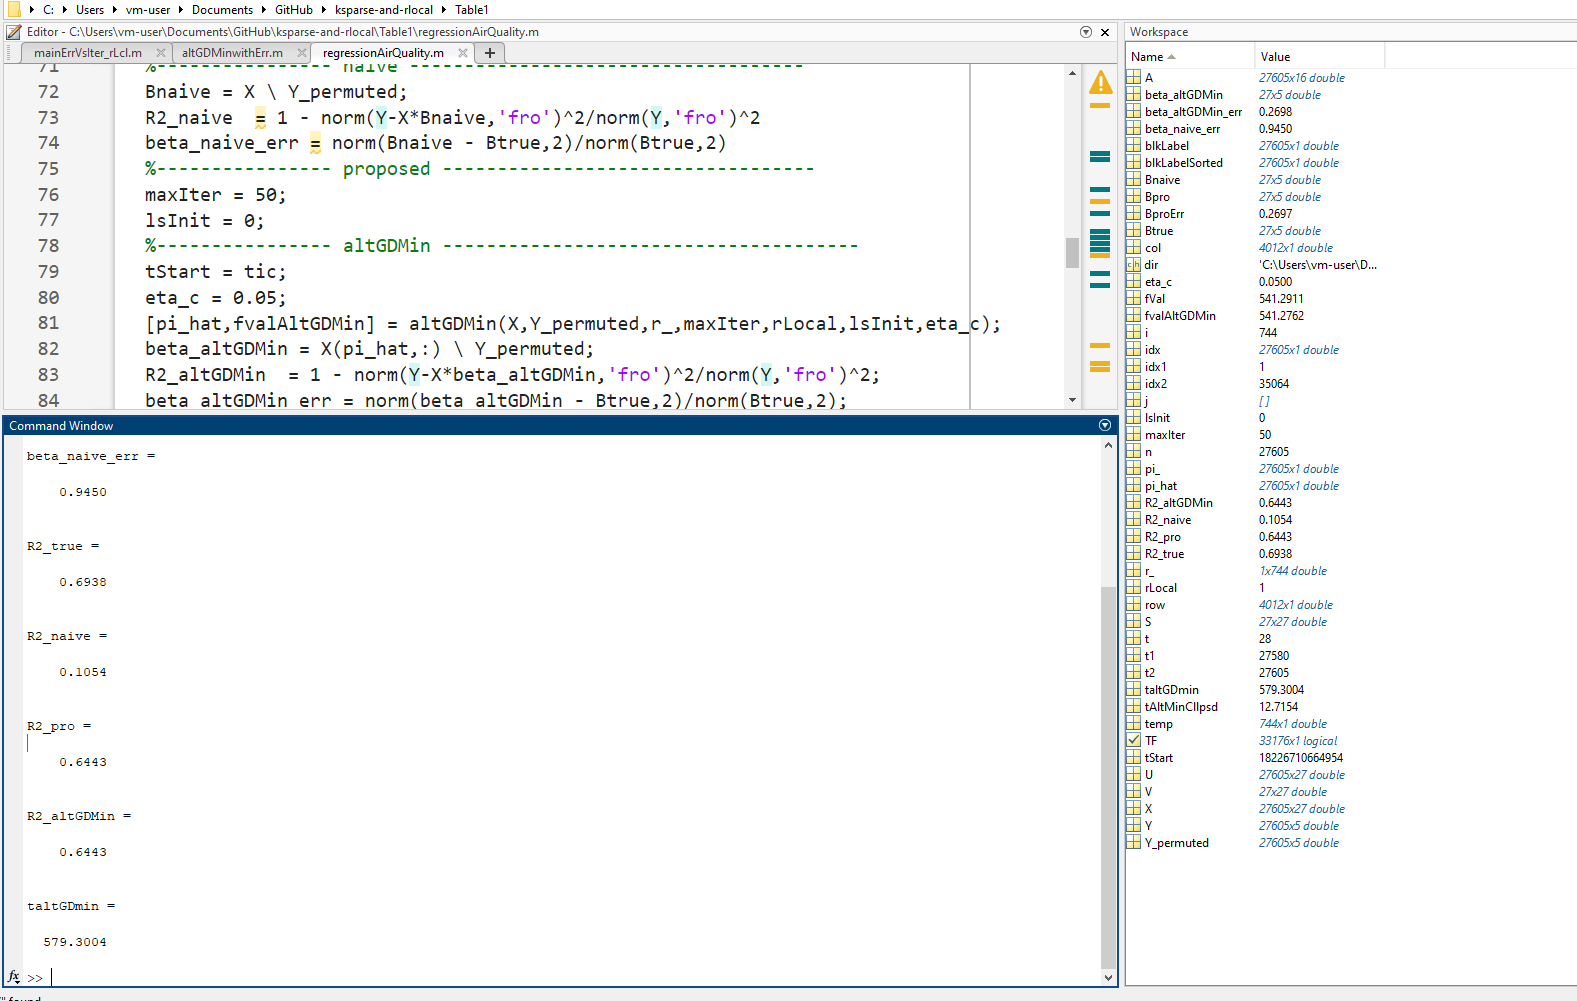 C: Users vm-user Documents GitHub ksparse-and-rlocal Table1
Editor - C:\Users\vm-user\Documents\GitHub\ksparse-and-rlocal\Table1\regressionAirQuality.m
mainErrVsIter_rLcl.m altGDMinwithErr.m regressionAirQuality.m +
71 %---------------- naive ------------------------------------
72 Bnaive = X \ Y_permuted;
73 R2_naive  = 1 - norm(Y-X*Bnaive,'fro')^2/norm(Y,'fro')^2
74 beta_naive_err = norm(Bnaive - Btrue,2)/norm(Btrue,2)
75 %---------------- proposed ----------------------------------
76 maxIter = 50;
77 lsInit = 0;
78 %---------------- altGDMin --------------------------------------
79 tStart = tic;
80 eta_c = 0.05;
81 [pi_hat,fvalAltGDMin] = altGDMin(X,Y_permuted,r_,maxIter,rLocal,lsInit,eta_c);
82 beta_altGDMin = X(pi_hat,:) \ Y_permuted;
83 R2_altGDMin  = 1 - norm(Y-X*beta_altGDMin,'fro')^2/norm(Y,'fro')^2;
84 beta_altGDMin_err = norm(beta_altGDMin - Btrue,2)/norm(Btrue,2);
Command Window
beta_naive_err =
0.9450
R2_true =
0.6938
R2_naive =
0.1054
R2_pro =
0.6443
R2_altGDMin =
0.6443
taltGDmin =
579.3004
fx >>
Workspace
Name Value
A 27605x16 double
beta_altGDMin 27x5 double
beta_altGDMin_err 0.2698
beta_naive_err 0.9450
blkLabel 27605x1 double
blkLabelSorted 27605x1 double
Bnaive 27x5 double
Bpro 27x5 double
BproErr 0.2697
Btrue 27x5 double
col 4012x1 double
dir 'C:\Users\vm-user\D...
eta_c 0.0500
fVal 541.2911
fvalAltGDMin 541.2762
i 744
idx 27605x1 double
idx1 1
idx2 35064
j []
lsInit 0
maxIter 50
n 27605
pi_ 27605x1 double
pi_hat 27605x1 double
R2_altGDMin 0.6443
R2_naive 0.1054
R2_pro 0.6443
R2_true 0.6938
r_ 1x744 double
rLocal 1
row 4012x1 double
S 27x27 double
t 28
t1 27580
t2 27605
taltGDmin 579.3004
tAltMinCllpsd 12.7154
temp 744x1 double
TF 33176x1 logical
tStart 18226710664954
U 27605x27 double
V 27x27 double
X 27605x27 double
Y 27605x5 double
Y_permuted 27605x5 double